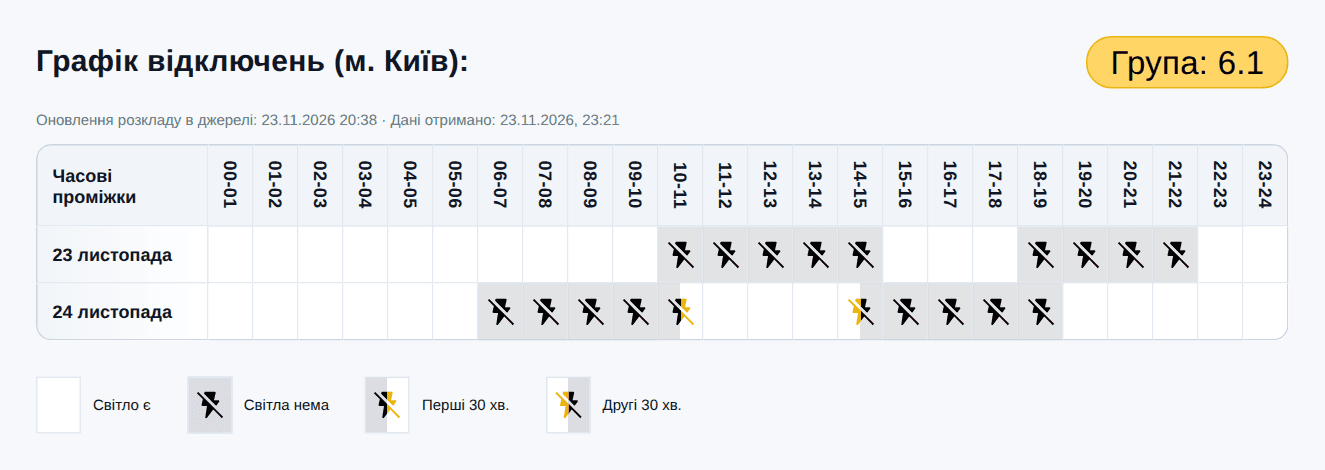 Графік відключень (м. Київ):
Група: 6.1
Оновлення розкладу в джерелі: 23.11.2026 20:38 · Дані отримано: 23.11.2026, 23:21
Часові
проміжки
00-01
01-02
02-03
03-04
04-05
05-06
06-07
07-08
08-09
09-10
10-11
11-12
12-13
13-14
14-15
15-16
16-17
17-18
18-19
19-20
20-21
21-22
22-23
23-24
23 листопада
24 листопада
Світло є
Світла нема
Перші 30 хв.
Другі 30 хв.